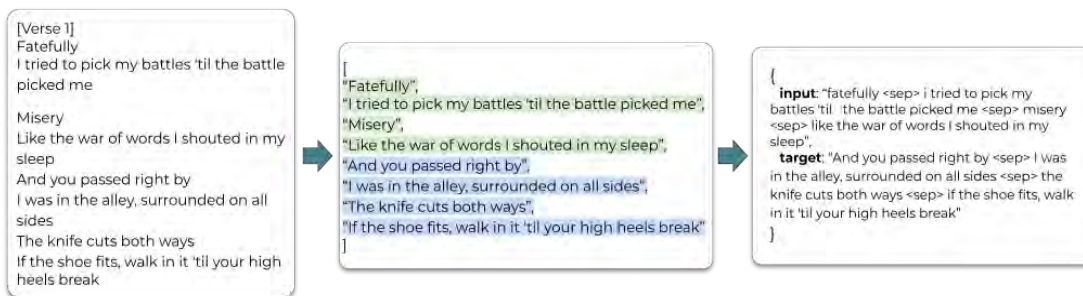 [Verse 1]
Fatefully
I tried to pick my battles 'til the battle
picked me
Misery
Like the war of words I shouted in my
sleep
And you passed right by
I was in the alley, surrounded on all
sides
The knife cuts both ways
If the shoe fits, walk in it 'til your high
heels break
[
"Fatefully",
"I tried to pick my battles 'til the battle picked me",
"Misery",
"Like the war of words I shouted in my sleep",
"And you passed right by",
"I was in the alley, surrounded on all sides",
"The knife cuts both ways",
"If the shoe fits, walk in it 'til your high heels break"
]
{
input: "fatefully <sep> i tried to pick my
battles 'til the battle picked me <sep> misery
<sep> like the war of words I shouted in my
sleep",
target: "And you passed right by <sep> I was
in the alley, surrounded on all sides <sep> the
knife cuts both ways <sep> if the shoe fits, walk
in it 'til your high heels break"
}